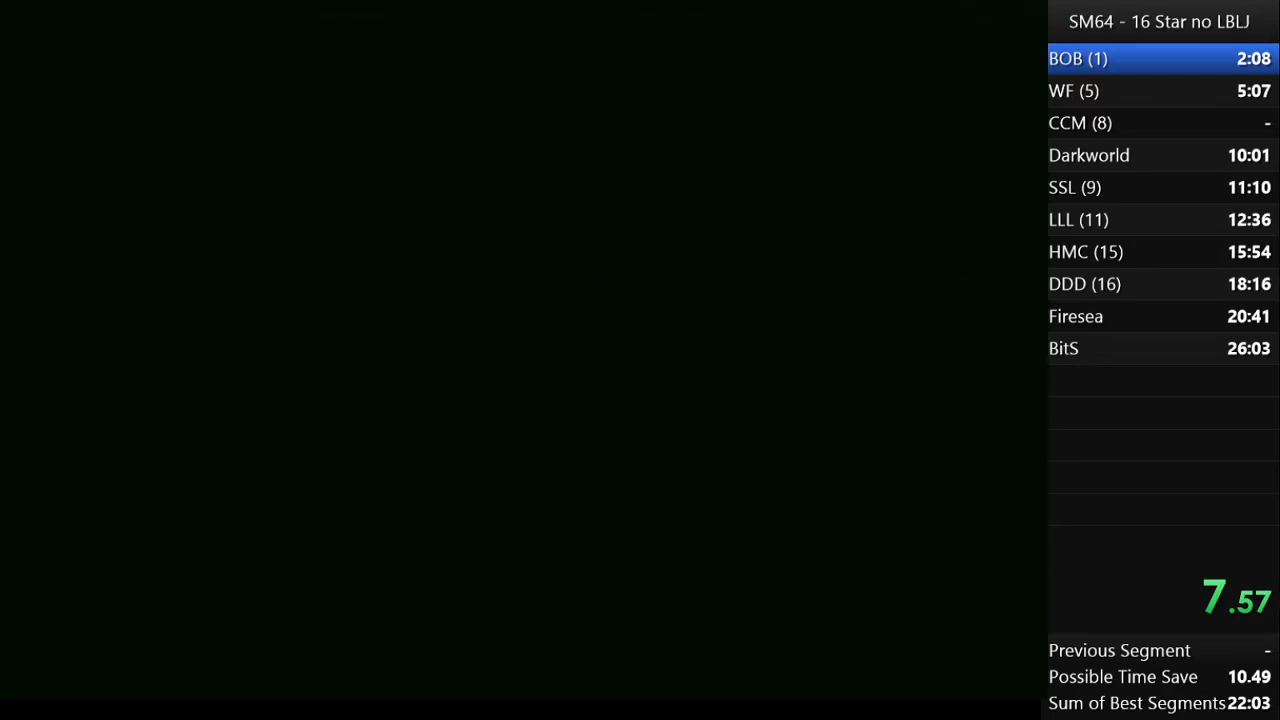 SM64 - 16 Star no LBLJ
BOB (1) 2:08
WF (5) 5:07
CCM (8) -
Darkworld 10:01
SSL (9) 11:10
LLL (11) 12:36
HMC (15) 15:54
DDD (16) 18:16
Firesea 20:41
BitS 26:03
7.57
Previous Segment -
Possible Time Save 10.49
Sum of Best Segments 22:03